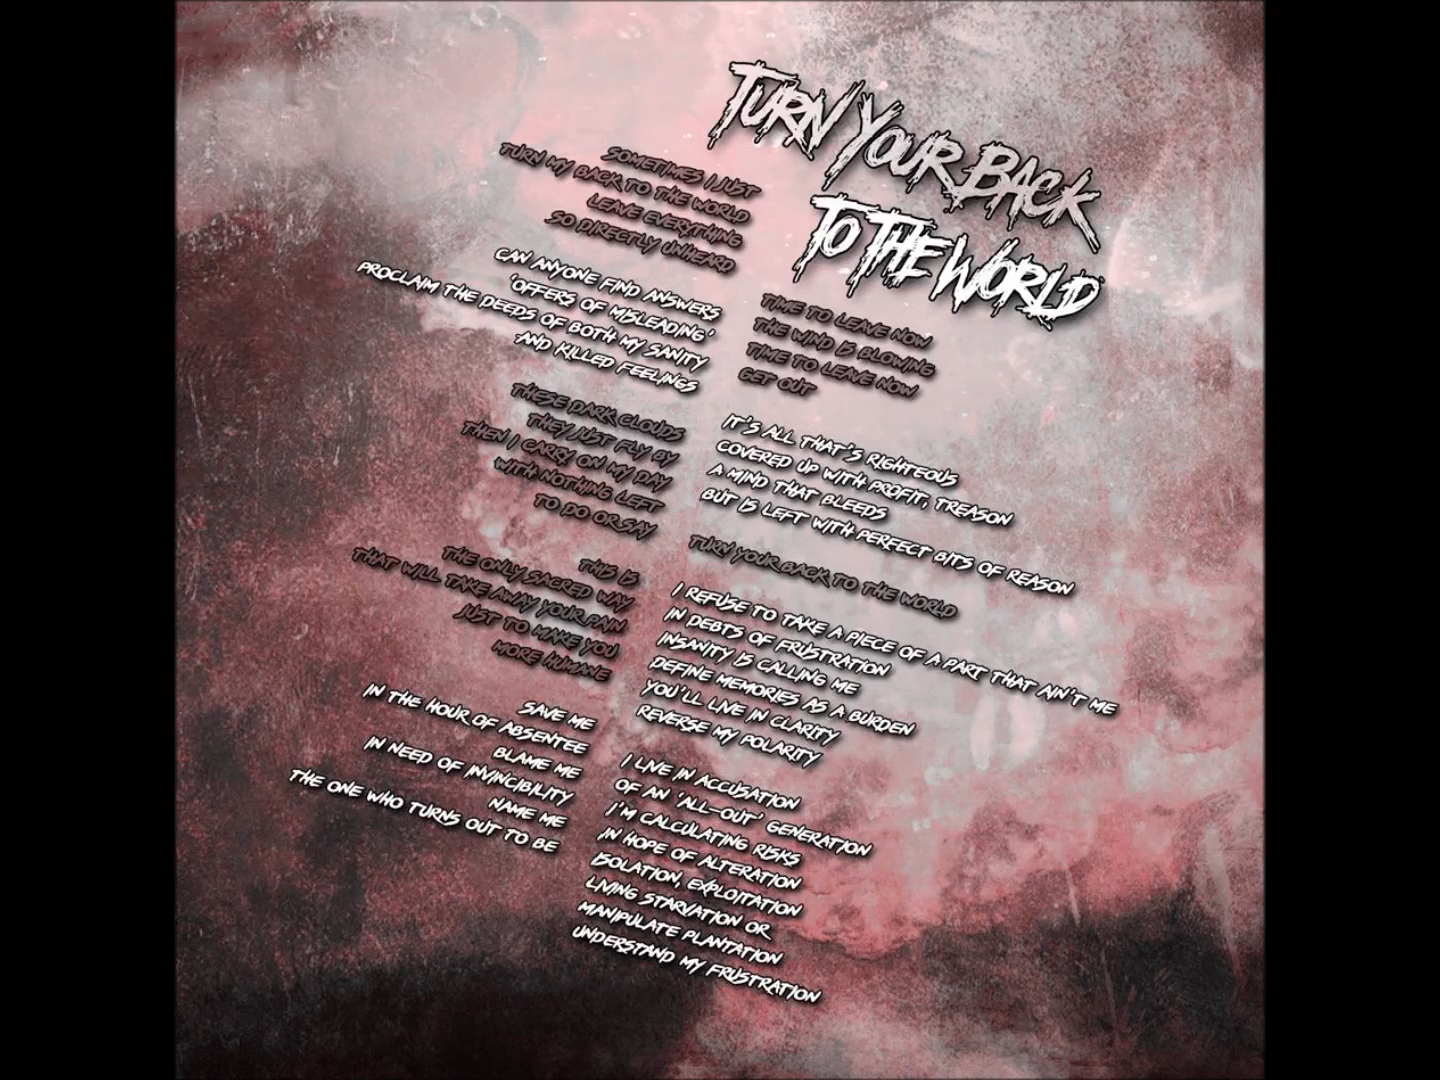 TURN YOUR BACK
TO THE WORLD
SOMETIMES I JUST
TURN MY BACK TO THE WORLD
LEAVE EVERYTHING
SO DIRECTLY UNHEARD
CAN ANYONE FIND ANSWERS
'OFFERS OF MISLEADING'
PROCLAIM THE DEEDS OF BOTH MY SANITY
AND KILLED FEELINGS
THESE DARK CLOUDS
THEY JUST FLY BY
THEN I CARRY ON MY DAY
WITH NOTHING LEFT
TO DO OR SAY
THIS IS
THE ONLY SACRED WAY
THAT WILL TAKE AWAY YOUR PAIN
JUST TO MAKE YOU
MORE HUMANE
SAVE ME
IN THE HOUR OF ABSENTEE
BLAME ME
IN NEED OF INVINCIBILITY
NAME ME
THE ONE WHO TURNS OUT TO BE
TIME TO LEAVE NOW
THE WIND IS BLOWING
TIME TO LEAVE NOW
GET OUT
IT'S ALL THAT'S RIGHTEOUS
COVERED UP WITH PROFIT, TREASON
A MIND THAT BLEEDS
BUT IS LEFT WITH PERFECT BITS OF REASON
TURN YOUR BACK TO THE WORLD
I REFUSE TO TAKE A PIECE OF A PART THAT AIN'T ME
IN DEBTS OF FRUSTRATION
INSANITY IS CALLING ME
DEFINE MEMORIES AS A BURDEN
YOU'LL LIVE IN CLARITY
REVERSE MY POLARITY
I LIVE IN ACCUSATION
OF AN 'ALL-OUT' GENERATION
I'M CALCULATING RISKS
IN HOPE OF ALTERATION
ISOLATION, EXPLOITATION
LIVING STARVATION OR
MANIPULATE PLANTATION
UNDERSTAND MY FRUSTRATION